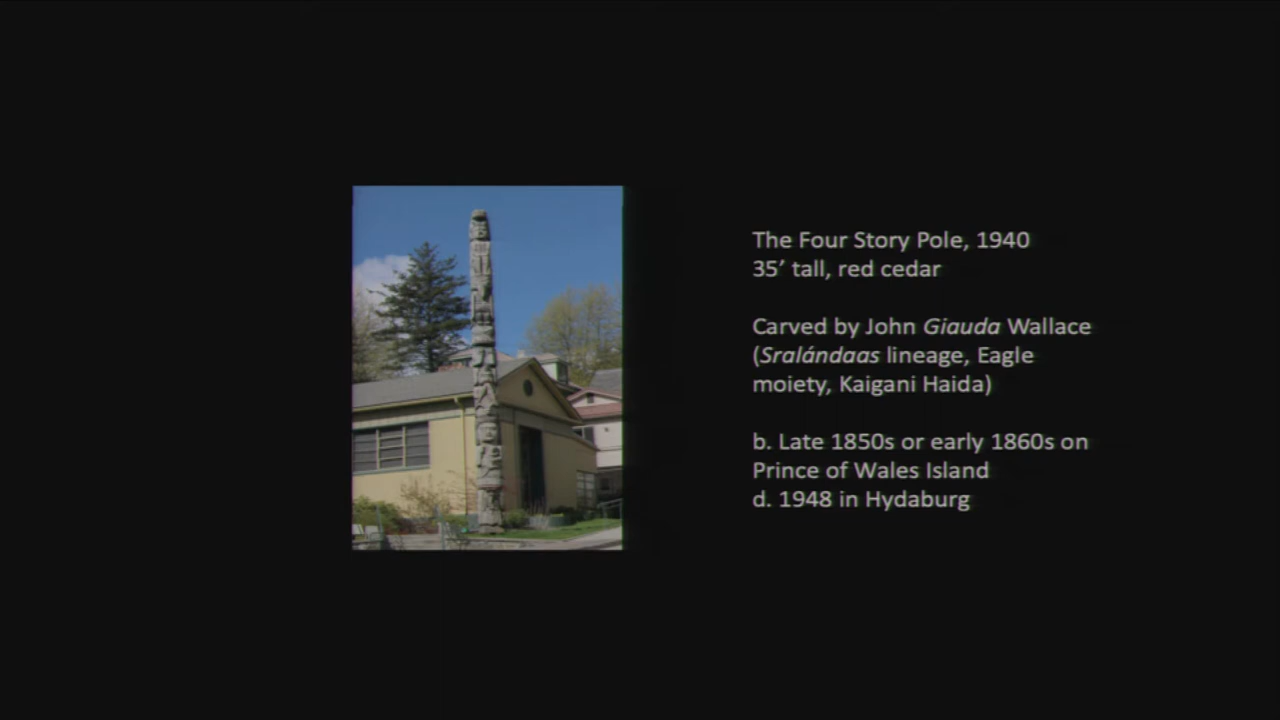 The Four Story Pole, 1940
35′ tall, red cedar
Carved by John Giauda Wallace
(Sralándaas lineage, Eagle
moiety, Kaigani Haida)
b. Late 1850s or early 1860s on
Prince of Wales Island
d. 1948 in Hydaburg